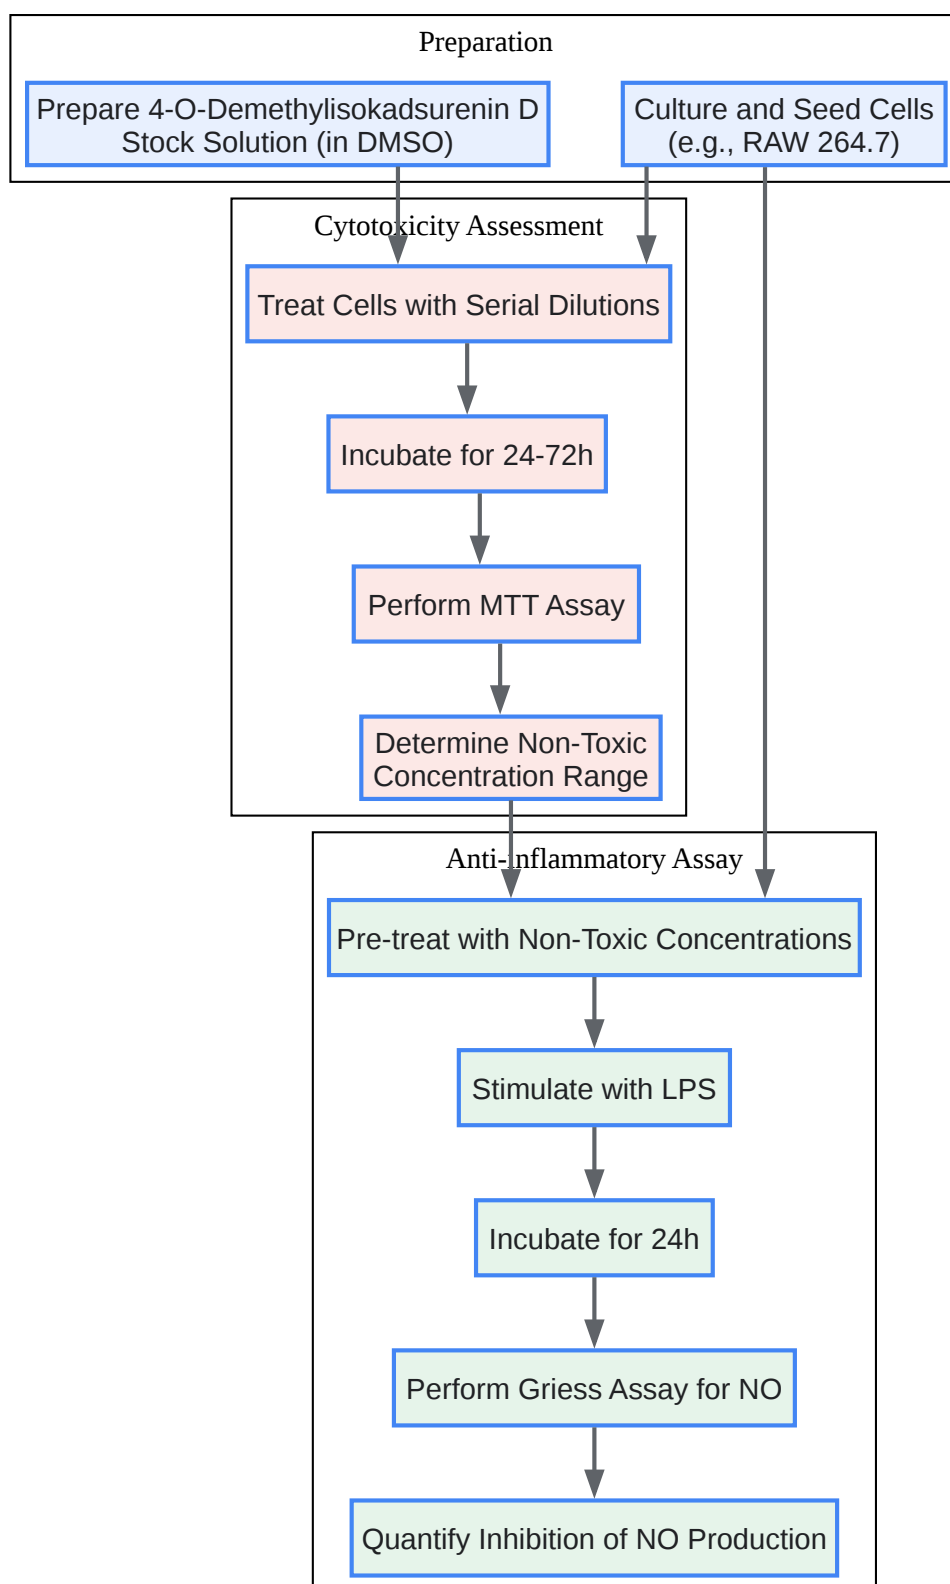 Preparation
Prepare 4-O-Demethylisokadsurenin D
Stock Solution (in DMSO)
Culture and Seed Cells
(e.g., RAW 264.7)
Cytotoxicity Assessment
Treat Cells with Serial Dilutions
Incubate for 24-72h
Perform MTT Assay
Determine Non-Toxic
Concentration Range
Anti-inflammatory Assay
Pre-treat with Non-Toxic Concentrations
Stimulate with LPS
Incubate for 24h
Perform Griess Assay for NO
Quantify Inhibition of NO Production